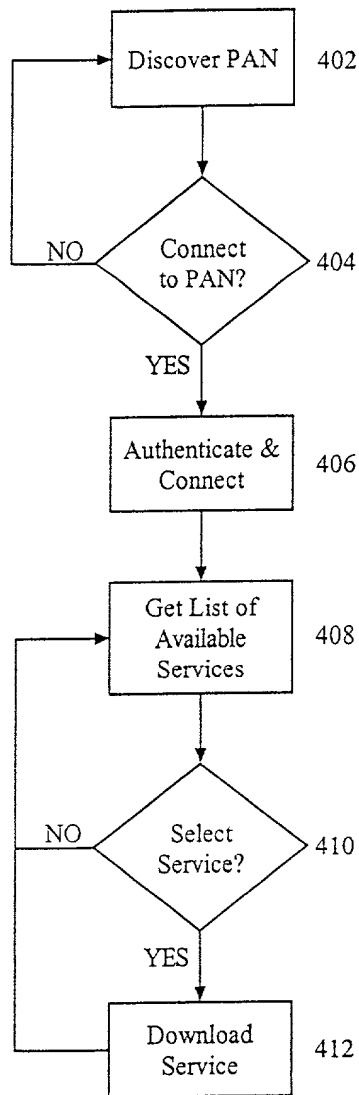 Discover PAN 402
NO
Connect
to PAN?
404
YES
Authenticate &
Connect
406
Get List of
Available
Services
408
NO
Select
Service?
410
YES
Download
Service
412